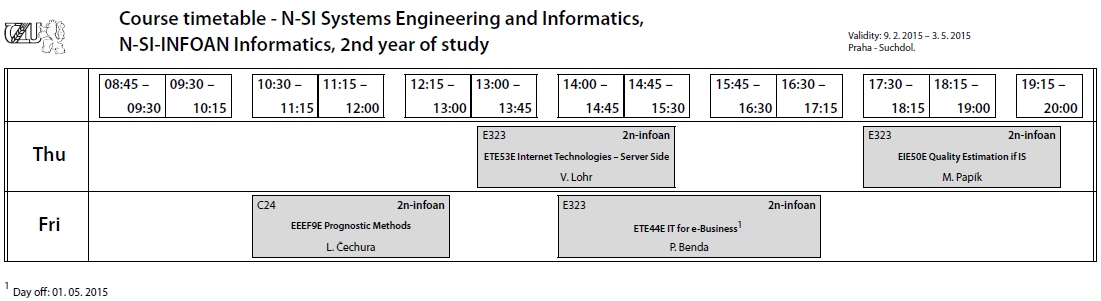 Course timetable - N-SI Systems Engineering and Informatics,
N-SI-INFOAN Informatics, 2nd year of study
Validity: 9. 2. 2015 – 3. 5. 2015
Praha - Suchdol.
CZU
08:45 – 09:30 – 10:30 – 11:15 – 12:15 – 13:00 – 14:00 – 14:45 – 15:45 – 16:30 – 17:30 – 18:15 – 19:15 –
09:30 10:15 11:15 12:00 13:00 13:45 14:45 15:30 16:30 17:15 18:15 19:00 20:00
Thu
E323 2n-infoan
ETE53E Internet Technologies – Server Side
V. Lohr
E323 2n-infoan
EIE50E Quality Estimation if IS
M. Papík
Fri
C24 2n-infoan
EEEF9E Prognostic Methods
L. Čechura
E323 2n-infoan
ETE44E IT for e-Business1
P. Benda
1 Day off: 01. 05. 2015